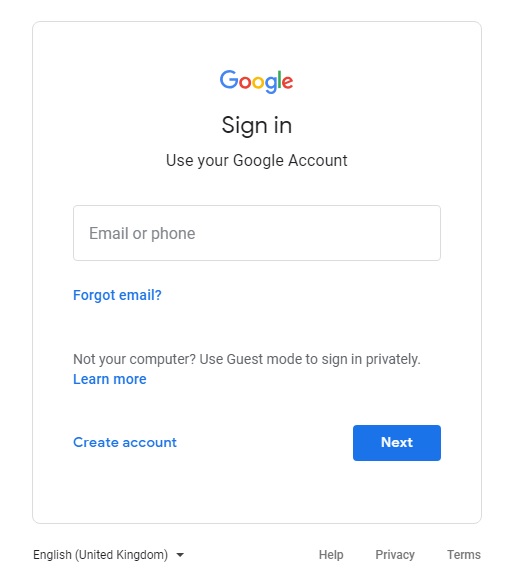 Google
Sign in
Use your Google Account
Email or phone
Forgot email?
Not your computer? Use Guest mode to sign in privately.
Learn more
Create account
Next
English (United Kingdom)
Help
Privacy
Terms